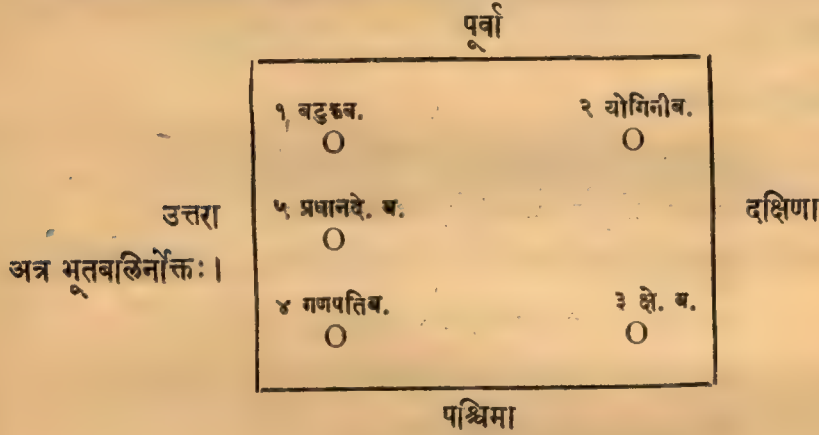 पूर्वा
१ बटुकब.
२ योगिनीब.
उत्तरा
५ प्रधानदे. ब.
दक्षिणा
अत्र भूतबलिर्नोक्तः।
४ गणपतिब.
३ क्षे. ब.
पश्चिमा